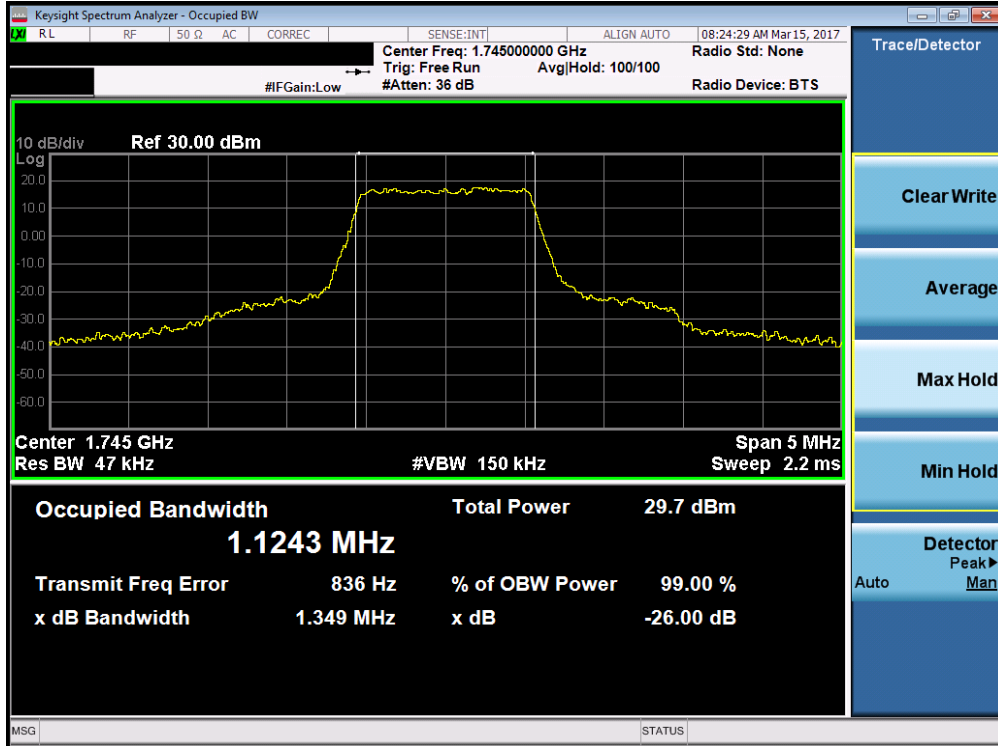 Keysight Spectrum Analyzer - Occupied BW
LXI RL RF 50 Ω AC CORREC SENSE:INT ALIGN AUTO 08:24:29 AM Mar 15, 2017
Center Freq: 1.745000000 GHz Radio Std: None
Trig: Free Run Avg|Hold: 100/100
#IFGain:Low #Atten: 36 dB Radio Device: BTS
10 dB/div Ref 30.00 dBm
Log
20.0
10.0
0.00
-10.0
-20.0
-30.0
-40.0
-50.0
-60.0
Center 1.745 GHz Span 5 MHz
Res BW 47 kHz #VBW 150 kHz Sweep 2.2 ms
Occupied Bandwidth Total Power 29.7 dBm
1.1243 MHz
Transmit Freq Error 836 Hz % of OBW Power 99.00 %
x dB Bandwidth 1.349 MHz x dB -26.00 dB
MSG STATUS
Trace/Detector
Clear Write
Average
Max Hold
Min Hold
Detector
Peak▶
Auto Man